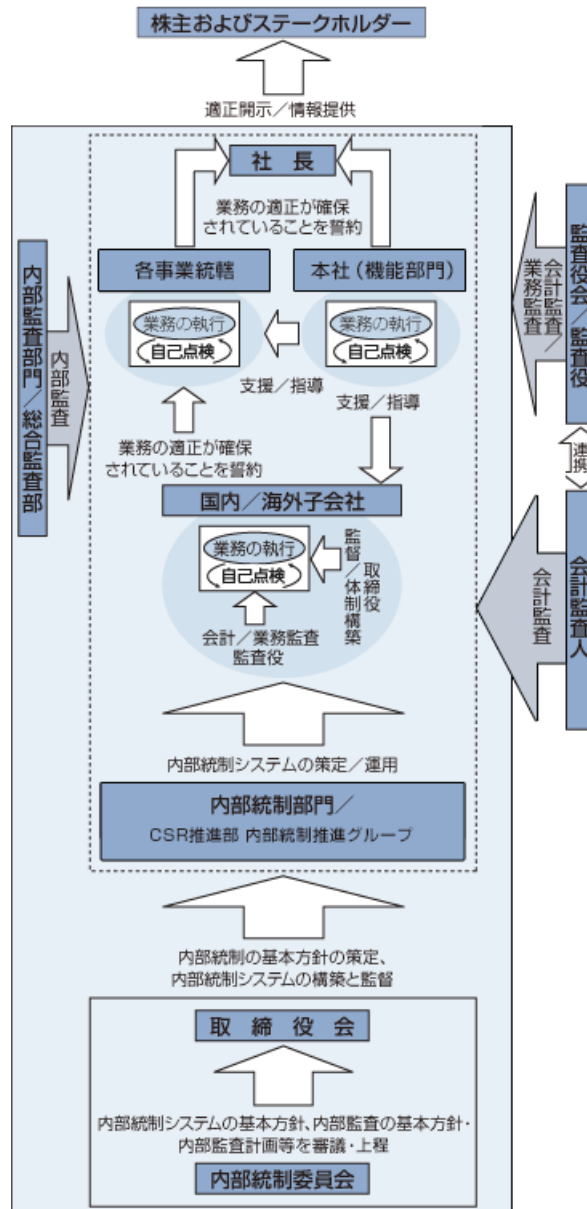 株主およびステークホルダー
適正開示／情報提供
社長
業務の適正が確保
されていることを誓約
各事業統轄
本社（機能部門）
業務の執行
自己点検
業務の執行
自己点検
支援／指導
支援／指導
業務の適正が確保
されていることを誓約
国内／海外子会社
業務の執行
自己点検
取締役
監督／体制構築
会計／業務監査
監査役
内部統制システムの策定／運用
内部統制部門／
CSR推進部 内部統制推進グループ
内部統制の基本方針の策定、
内部統制システムの構築と監督
取締役会
内部統制システムの基本方針、内部監査の基本方針・
内部監査計画等を審議・上程
内部統制委員会
内部監査部門／総合監査部
内部監査
監査役会／監査役
会計監査／
業務監査
連携
会計監査人
会計監査